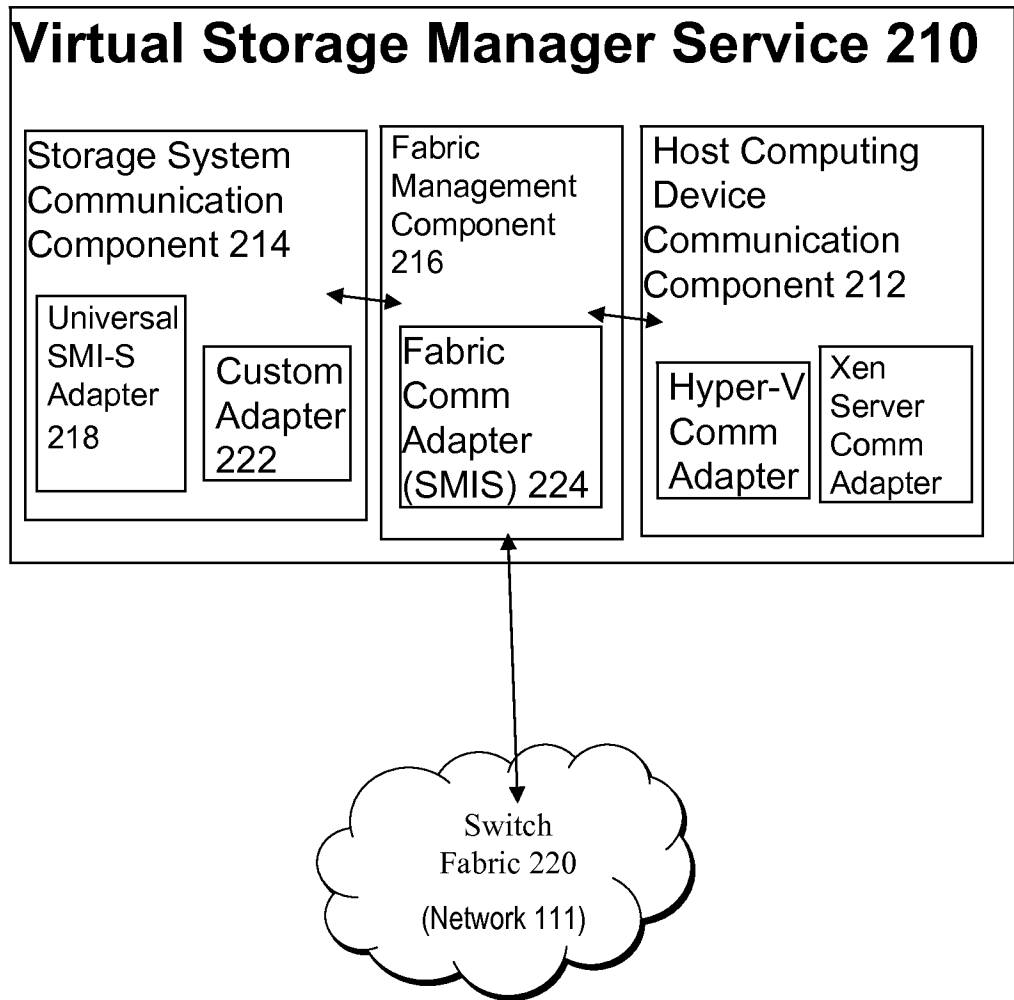 Virtual Storage Manager Service 210
Storage System
Communication
Component 214
Universal
SMI-S
Adapter
218
Custom
Adapter
222
Fabric
Management
Component
216
Fabric
Comm
Adapter
(SMIS) 224
Host Computing
Device
Communication
Component 212
Hyper-V
Comm
Adapter
Xen
Server
Comm
Adapter
Switch
Fabric 220
(Network 111)